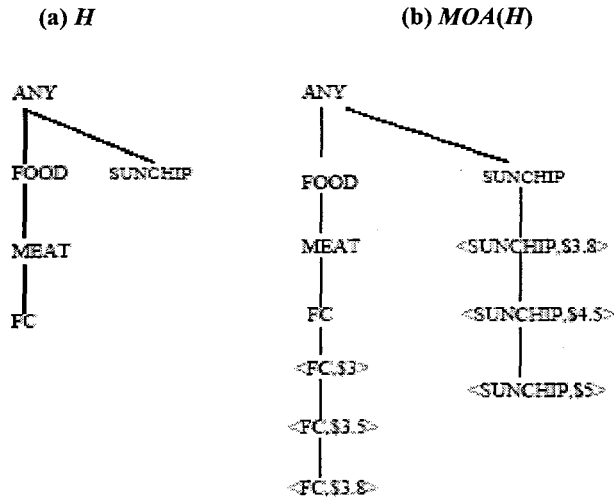 (a) H
(b) MOA(H)
ANY
FOOD
SUNCHIP
MEAT
FC
ANY
FOOD
SUNCHIP
MEAT
<SUNCHIP,$3.8>
FC
<SUNCHIP,$4.5>
<FC,$3>
<SUNCHIP,$5>
<FC,$3.5>
<FC,$3.8>